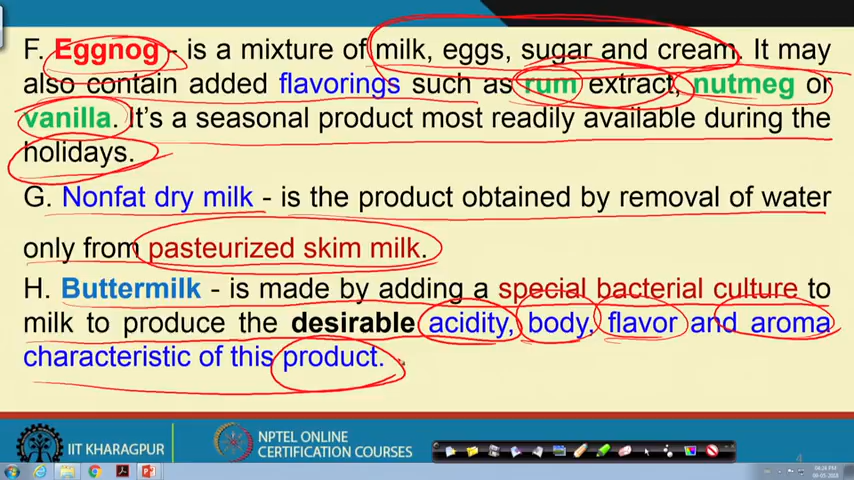 F. Eggnog - is a mixture of milk, eggs, sugar and cream. It may
also contain added flavorings such as rum extract, nutmeg or
vanilla. It's a seasonal product most readily available during the
holidays.
G. Nonfat dry milk - is the product obtained by removal of water
only from pasteurized skim milk.
H. Buttermilk - is made by adding a special bacterial culture to
milk to produce the desirable acidity, body, flavor and aroma
characteristic of this product.
IIT KHARAGPUR
NPTEL ONLINE
CERTIFICATION COURSES
4